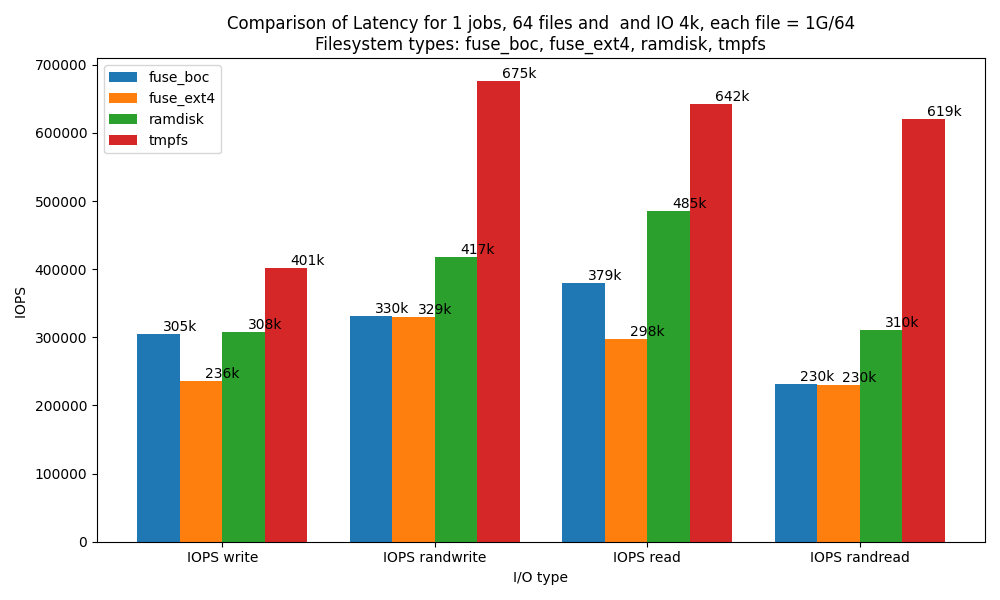 Comparison of Latency for 1 jobs, 64 files and  and IO 4k, each file = 1G/64
Filesystem types: fuse_boc, fuse_ext4, ramdisk, tmpfs
fuse_boc
fuse_ext4
ramdisk
tmpfs
IOPS
700000
600000
500000
400000
300000
200000
100000
0
305k
236k
308k
401k
330k
329k
417k
675k
379k
298k
485k
642k
230k
230k
310k
619k
IOPS write
IOPS randwrite
IOPS read
IOPS randread
I/O type